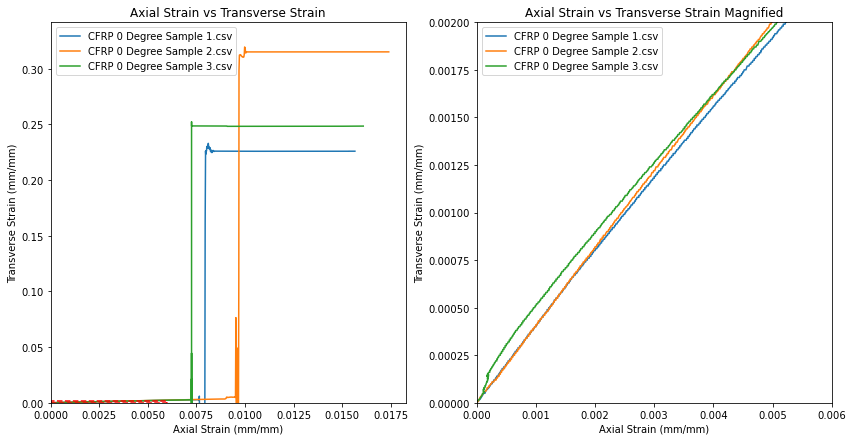 Axial Strain vs Transverse Strain
CFRP 0 Degree Sample 1.csv
CFRP 0 Degree Sample 2.csv
CFRP 0 Degree Sample 3.csv
Transverse Strain (mm/mm)
0.30
0.25
0.20
0.15
0.10
0.05
0.00
0.0000 0.0025 0.0050 0.0075 0.0100 0.0125 0.0150 0.0175
Axial Strain (mm/mm)
Axial Strain vs Transverse Strain Magnified
CFRP 0 Degree Sample 1.csv
CFRP 0 Degree Sample 2.csv
CFRP 0 Degree Sample 3.csv
Transverse Strain (mm/mm)
0.00200
0.00175
0.00150
0.00125
0.00100
0.00075
0.00050
0.00025
0.00000
0.000 0.001 0.002 0.003 0.004 0.005 0.006
Axial Strain (mm/mm)